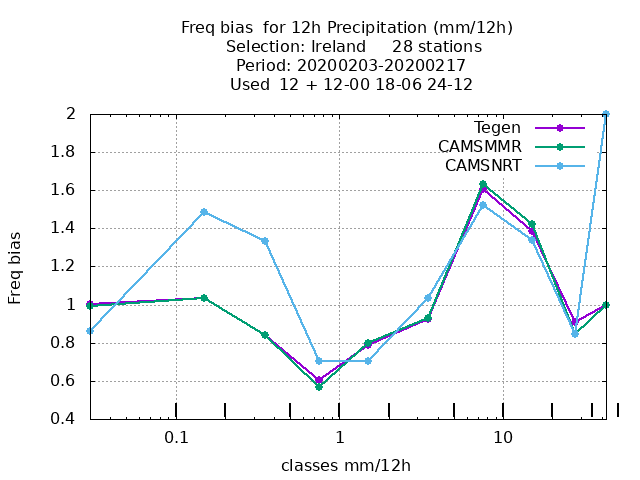 Freq bias  for 12h Precipitation (mm/12h)
Selection: Ireland     28 stations
Period: 20200203-20200217
Used  12 + 12-00 18-06 24-12
Tegen
CAMSMMR
CAMSNRT
2
1.8
1.6
1.4
1.2
1
0.8
0.6
0.4
Freq bias
0.1
1
10
classes mm/12h